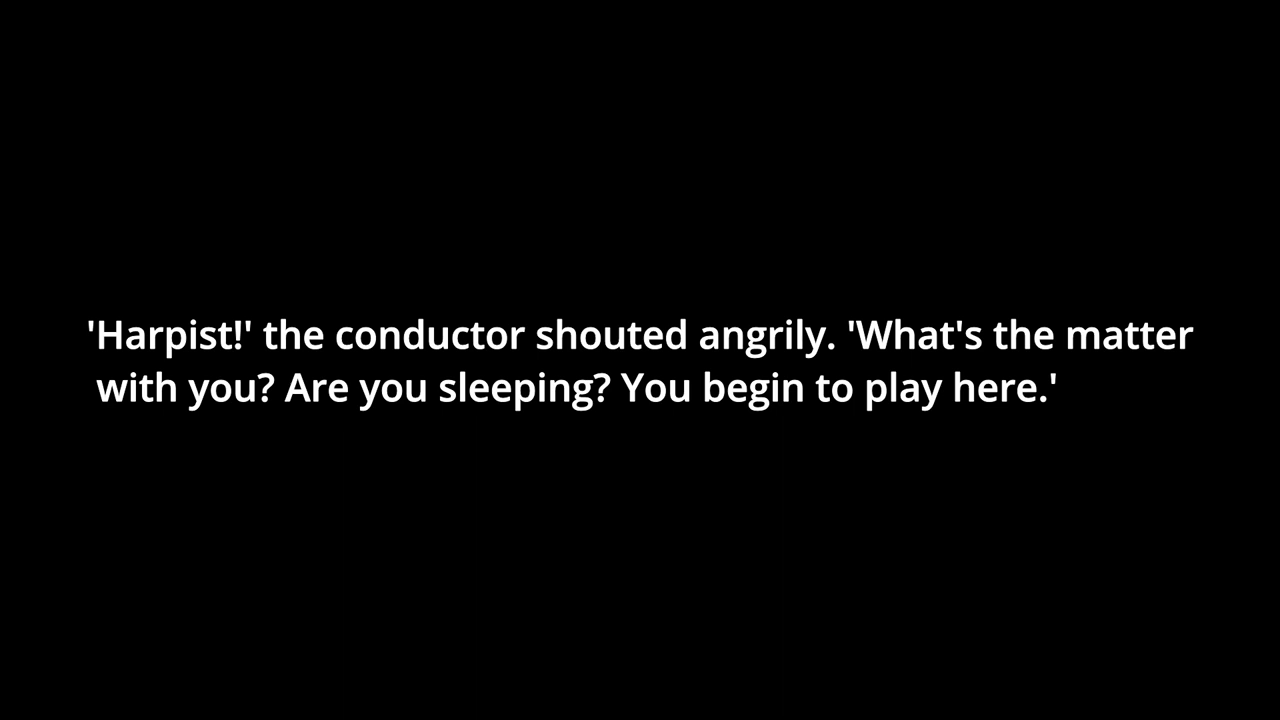 'Harpist!' the conductor shouted angrily. 'What's the matter
with you? Are you sleeping? You begin to play here.'